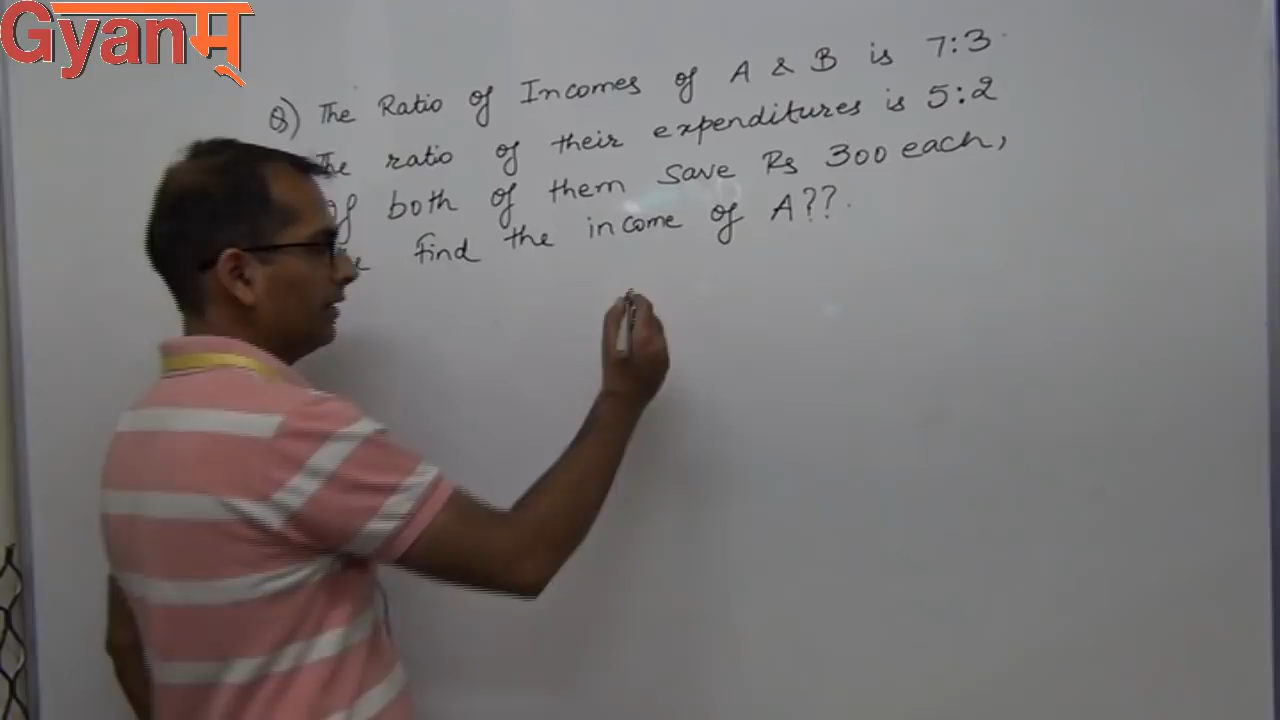 Gyanम्
Q) The Ratio of Incomes of A & B is 7:3
The ratio of their expenditures is 5:2
If both of them save Rs 300 each,
find the income of A??.